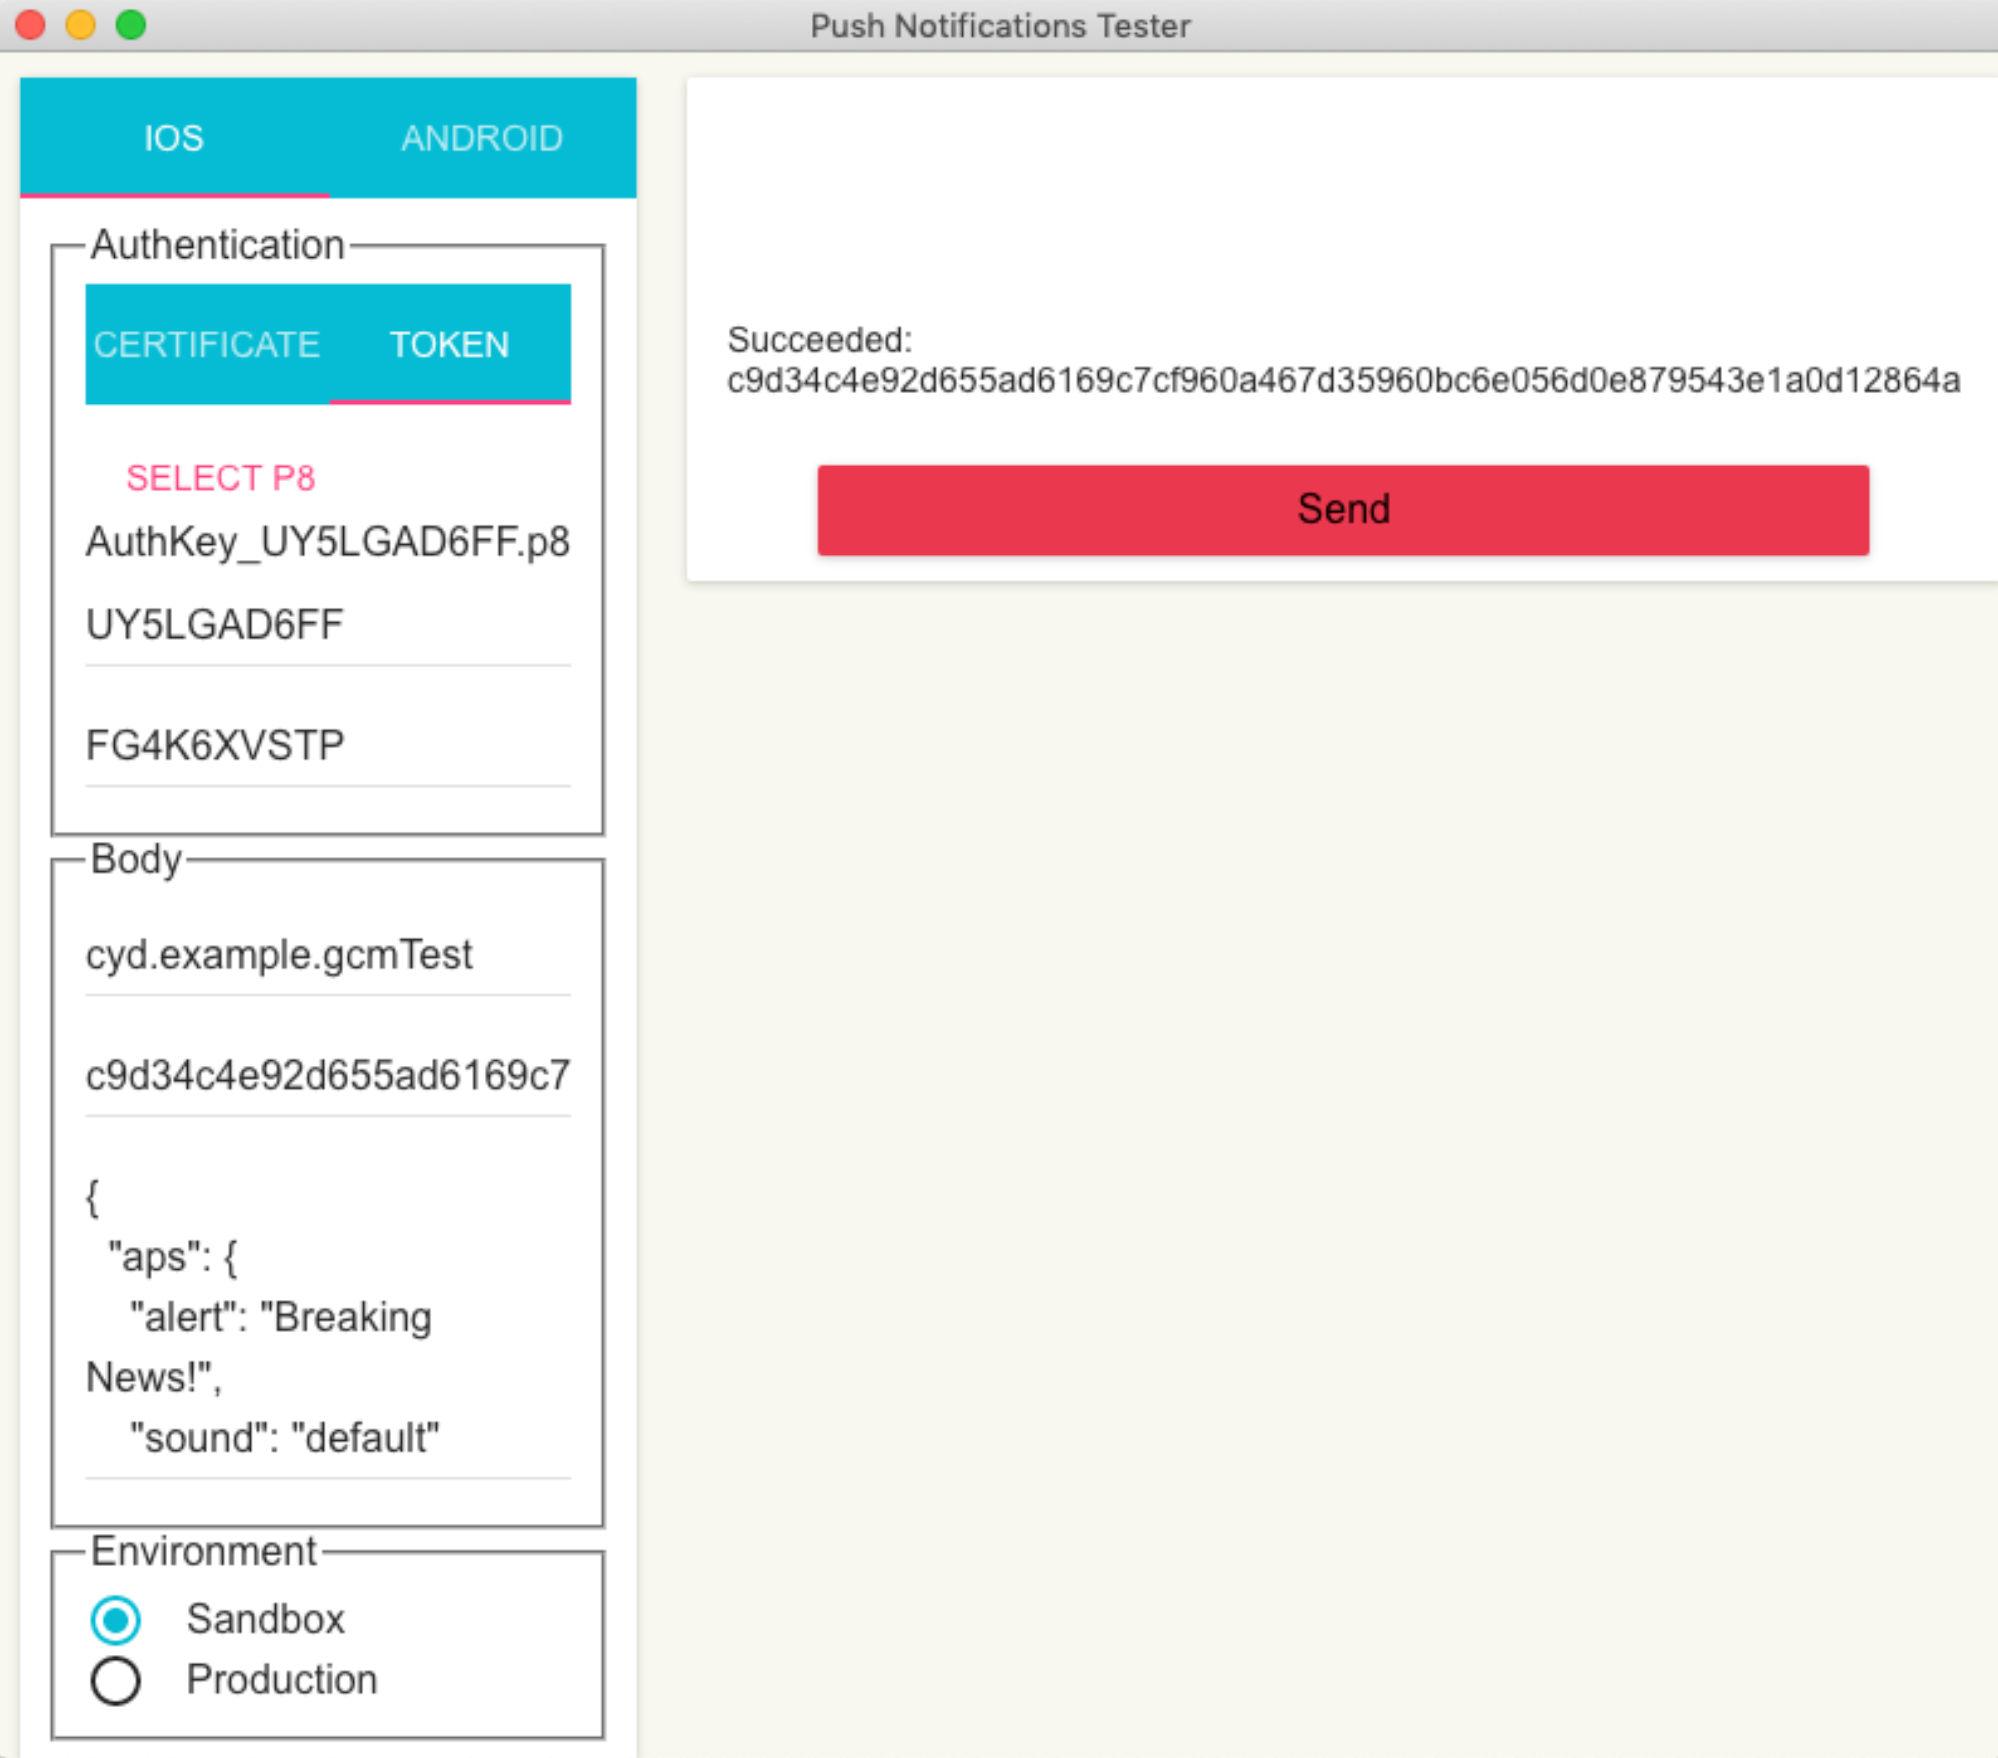 Push Notifications Tester
IOS ANDROID
Authentication
CERTIFICATE TOKEN
SELECT P8
AuthKey_UY5LGAD6FF.p8
UY5LGAD6FF
FG4K6XVSTP
Body
cyd.example.gcmTest
c9d34c4e92d655ad6169c7
{
"aps": {
"alert": "Breaking
News!",
"sound": "default"
Environment
Sandbox
Production
Succeeded:
c9d34c4e92d655ad6169c7cf960a467d35960bc6e056d0e879543e1a0d12864a
Send